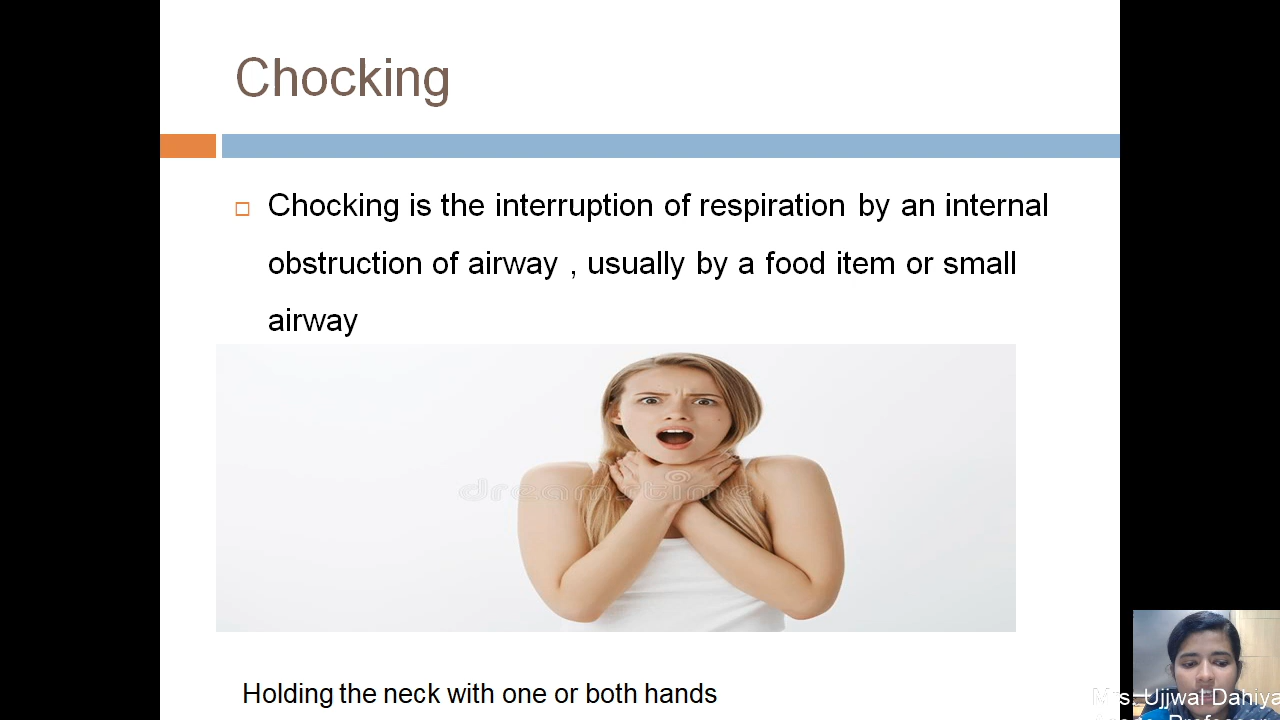 Chocking
Chocking is the interruption of respiration by an internal
obstruction of airway , usually by a food item or small
airway
dreamstime
Holding the neck with one or both hands
Mrs. Ujjwal Dahiya